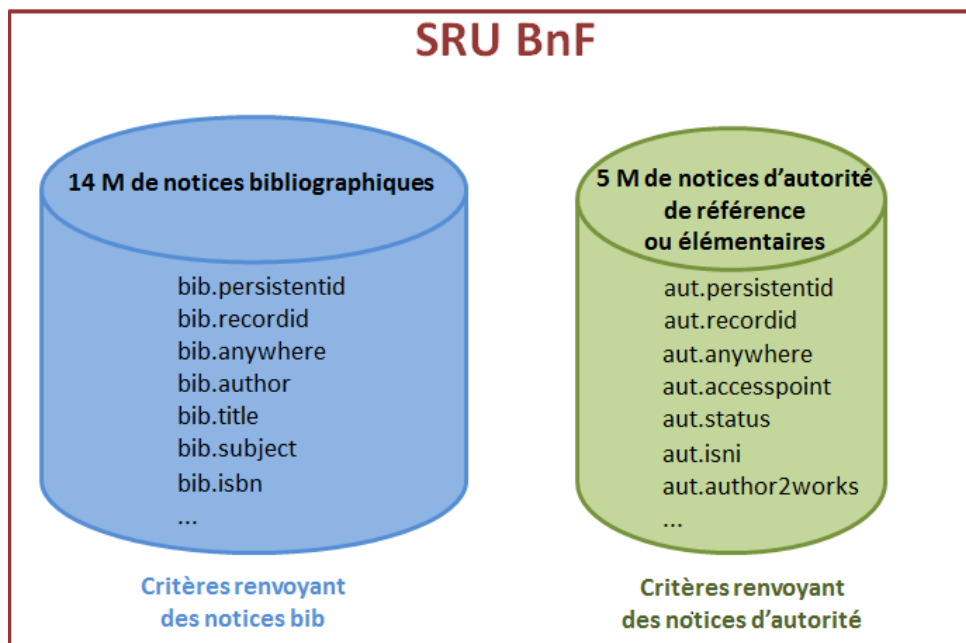 SRU BnF
14 M de notices bibliographiques
bib.persistentid
bib.recordid
bib.anywhere
bib.author
bib.title
bib.subject
bib.isbn
...
Critères renvoyant
des notices bib
5 M de notices d'autorité
de référence
ou élémentaires
aut.persistentid
aut.recordid
aut.anywhere
aut.accesspoint
aut.status
aut.isni
aut.author2works
...
Critères renvoyant
des notices d'autorité